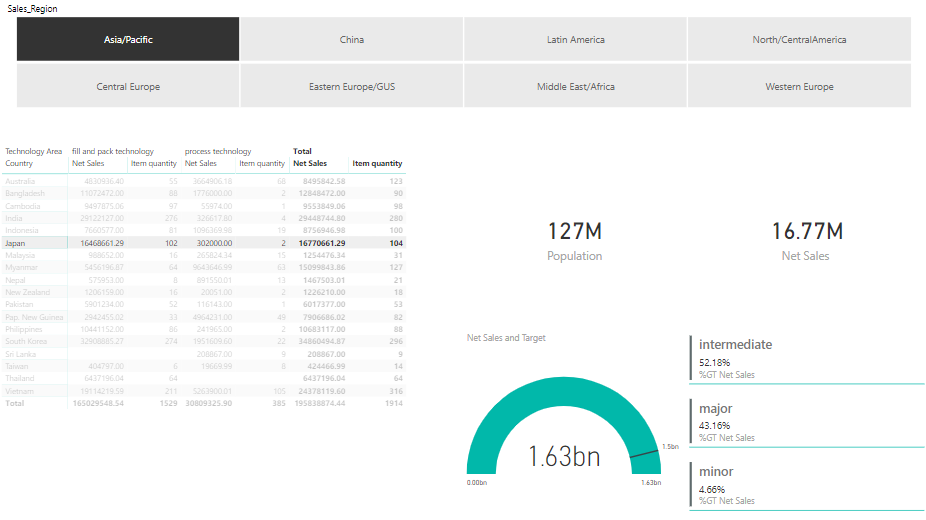 Sales_Region
Asia/Pacific China Latin America North/CentralAmerica
Central Europe Eastern Europe/GUS Middle East/Africa Western Europe
Technology Area fill and pack technology process technology Total
Country Net Sales Item quantity Net Sales Item quantity Net Sales Item quantity
Australia 4830936.40 55 3664906.18 68 8495842.58 123
Bangladesh 11072472.00 88 1776000.00 2 12848472.00 90
Cambodia 9497875.06 97 55974.00 1 9553849.06 98
India 29122127.80 276 326617.00 4 29448744.80 280
Indonesia 7660577.00 81 1096369.98 19 8756946.98 100
Japan 16468661.29 102 302000.00 2 16770661.29 104
Malaysia 988652.00 16 265824.34 15 1254476.34 31
Myanmar 5456196.87 64 9643646.99 63 15099843.86 127
Nepal 575953.00 8 891550.01 13 1467503.01 21
New Zealand 1206159.00 16 20051.00 2 1226210.00 18
Pakistan 5901234.00 52 116143.00 1 6017377.00 53
Pap. New Guinea 2942455.02 33 4964231.00 49 7906686.02 82
Philippines 10441152.00 86 241965.00 2 10683117.00 88
South Korea 32908885.27 274 1951609.60 22 34860494.87 296
Sri Lanka 208867.00 9 208867.00 9
Taiwan 404797.00 6 19669.99 8 424466.99 14
Thailand 6437196.04 64 6437196.04 64
Vietnam 19114219.59 211 5263900.01 105 24378119.60 316
Total 165029548.54 1529 30809325.90 385 195838874.44 1914
127M 16.77M
Population Net Sales
Net Sales and Target
1.5bn
1.63bn
0.00bn 1.63bn
intermediate
52.18%
%GT Net Sales
major
43.16%
%GT Net Sales
minor
4.66%
%GT Net Sales